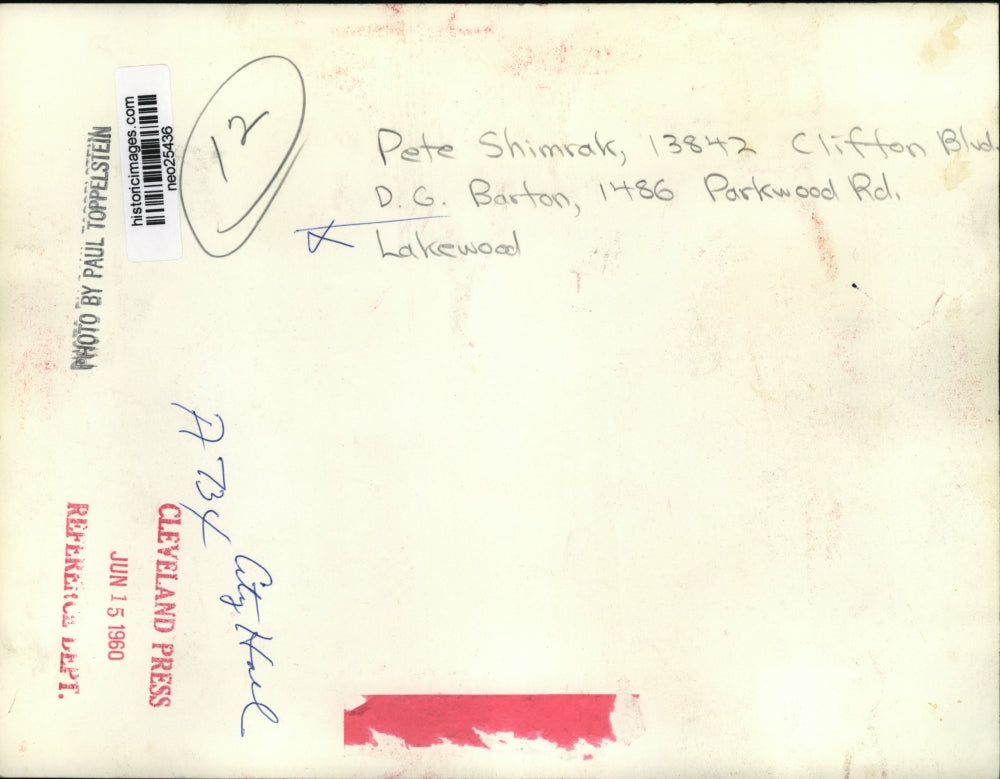 Pete Shimrak, 13842 Clifton Blvd.
D. G. Barton, 1486 Parkwood Rd.
Lakewood
12
historicimages.com
neo25436
PHOTO BY PAUL TOPPELSTEIN
A 734
City Hall
CLEVELAND PRESS
JUN 15 1960
REFERENCE DEPT.